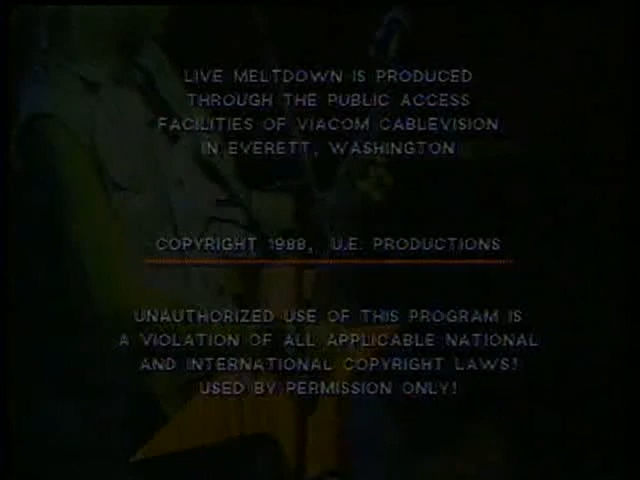 LIVE MELTDOWN IS PRODUCED
THROUGH THE PUBLIC ACCESS
FACILITIES OF VIACOM CABLEVISION
IN EVERETT, WASHINGTON
COPYRIGHT 1988, U.E. PRODUCTIONS
UNAUTHORIZED USE OF THIS PROGRAM IS
A VIOLATION OF ALL APPLICABLE NATIONAL
AND INTERNATIONAL COPYRIGHT LAWS!
USED BY PERMISSION ONLY!